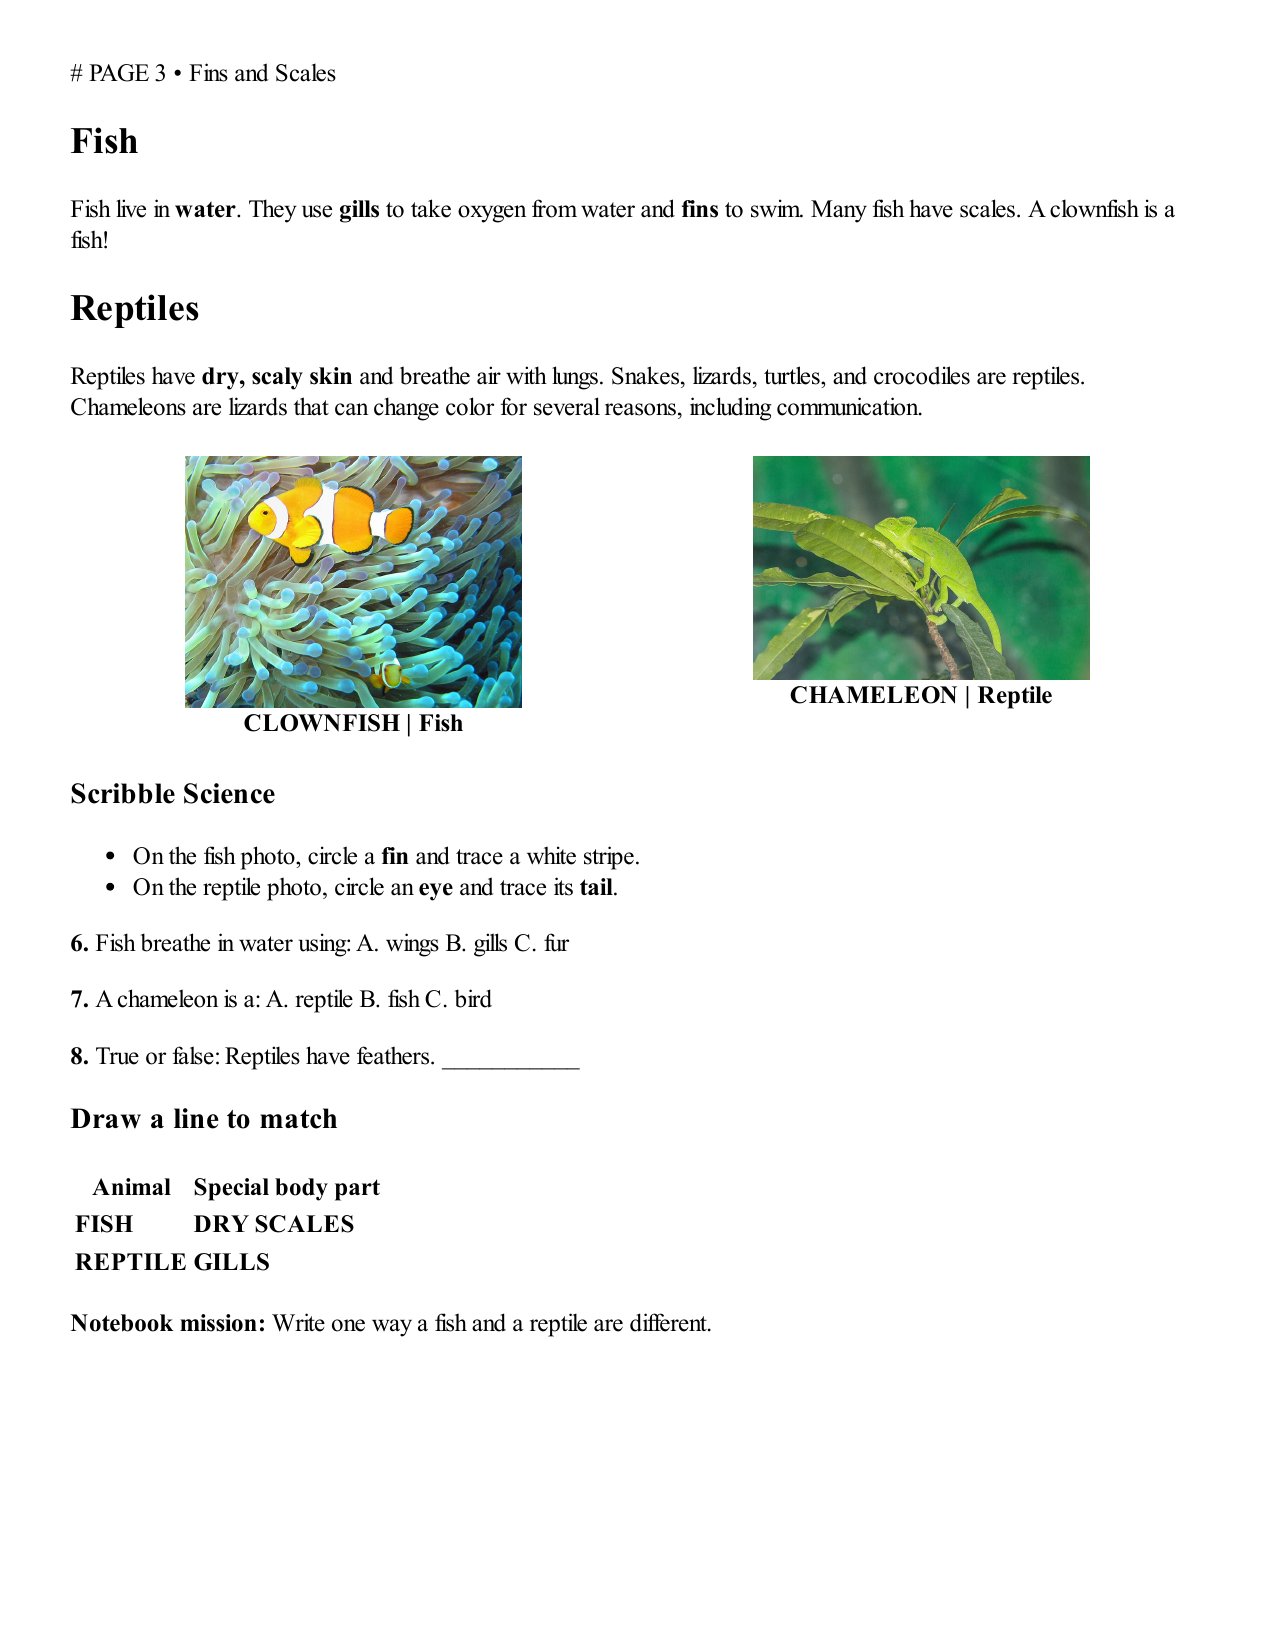 # PAGE 3 • Fins and Scales
Fish
Fish live in water. They use gills to take oxygen from water and fins to swim. Many fish have scales. A clownfish is a
fish!
Reptiles
Reptiles have dry, scaly skin and breathe air with lungs. Snakes, lizards, turtles, and crocodiles are reptiles.
Chameleons are lizards that can change color for several reasons, including communication.
CLOWNFISH | Fish
CHAMELEON | Reptile
Scribble Science
• On the fish photo, circle a fin and trace a white stripe.
• On the reptile photo, circle an eye and trace its tail.
6. Fish breathe in water using: A. wings B. gills C. fur
7. A chameleon is a: A. reptile B. fish C. bird
8. True or false: Reptiles have feathers. ___________
Draw a line to match
Animal Special body part
FISH DRY SCALES
REPTILE GILLS
Notebook mission: Write one way a fish and a reptile are different.